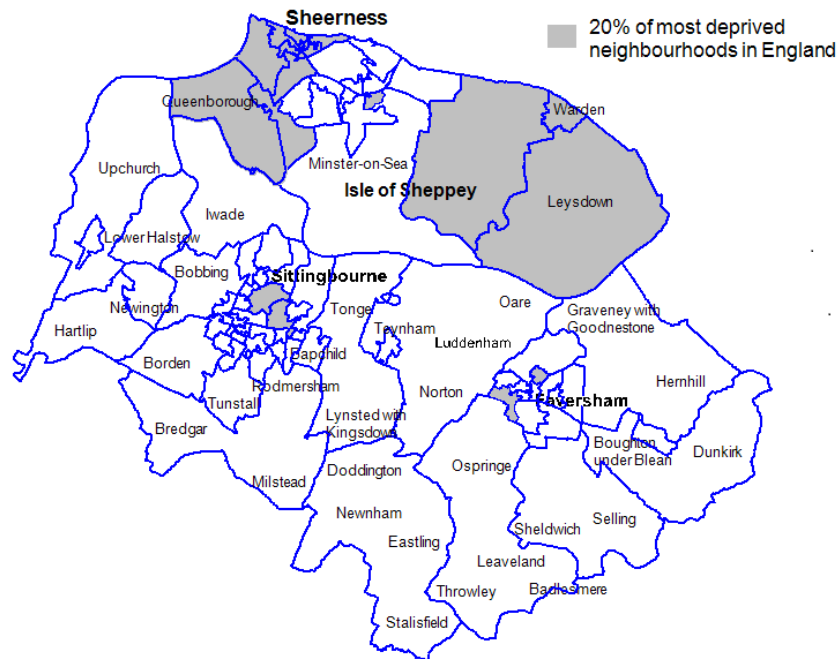 Sheerness
20% of most deprived
neighbourhoods in England
Queenborough
Warden
Upchurch
Minster-on-Sea
Isle of Sheppey
Leysdown
Iwade
Lower Halstow
Bobbing
Sittingbourne
Newington
Tonge
Oare
Graveney with
Goodnestone
Hartlip
Teynham
Luddenham
Borden
Bapchild
Rodmersham
Norton
Faversham
Hernhill
Tunstall
Lynsted with
Kingsdown
Bredgar
Boughton
under Blean
Dunkirk
Doddington
Ospringe
Milstead
Newnham
Selling
Sheldwich
Eastling
Leaveland
Throwley
Badlesmere
Stalisfield